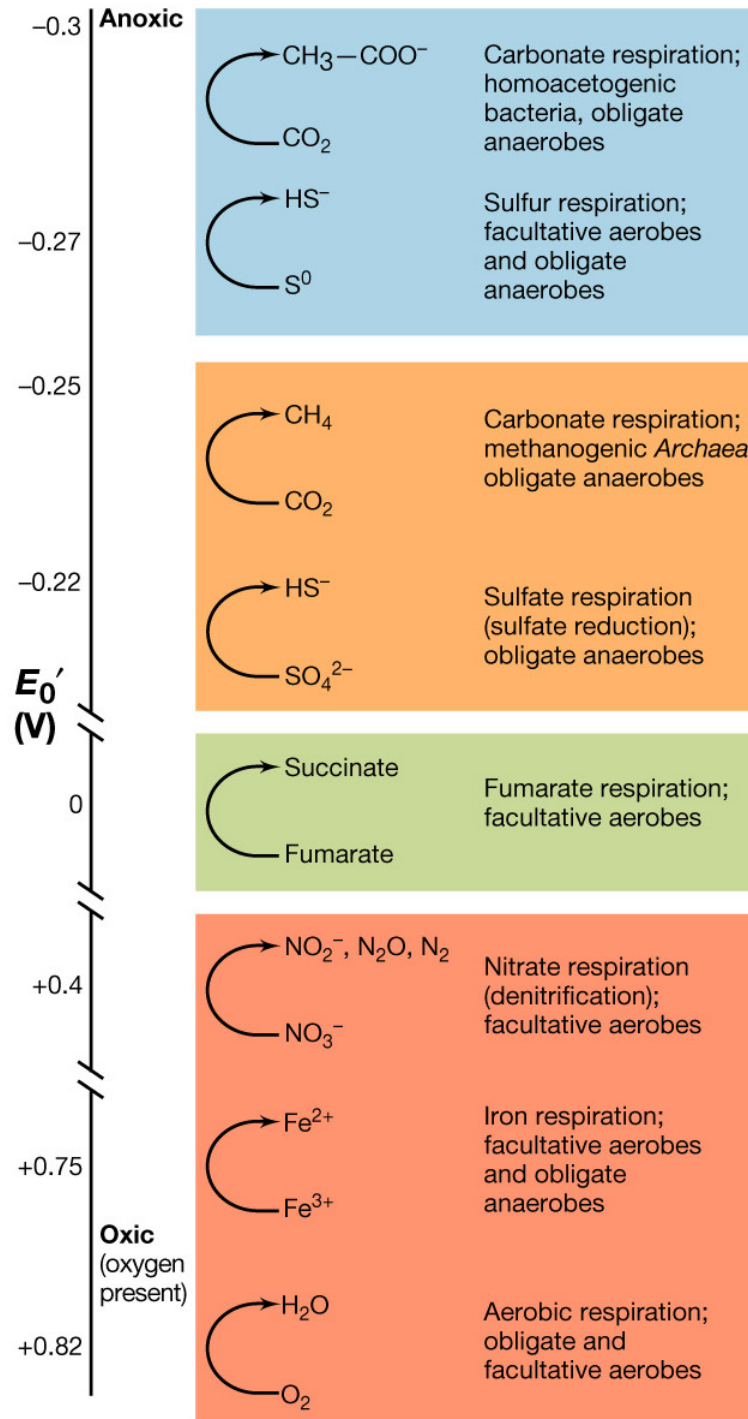 −0.3
Anoxic
CH3—COO⁻
CO₂
Carbonate respiration;
homoacetogenic
bacteria, obligate
anaerobes
−0.27
HS⁻
S⁰
Sulfur respiration;
facultative aerobes
and obligate
anaerobes
−0.25
CH₄
CO₂
Carbonate respiration;
methanogenic Archaea
obligate anaerobes
−0.22
HS⁻
SO₄²⁻
Sulfate respiration
(sulfate reduction);
obligate anaerobes
E₀′
(V)
0
Succinate
Fumarate
Fumarate respiration;
facultative aerobes
+0.4
NO₂⁻, N₂O, N₂
NO₃⁻
Nitrate respiration
(denitrification);
facultative aerobes
+0.75
Fe²⁺
Fe³⁺
Iron respiration;
facultative aerobes
and obligate
anaerobes
Oxic
(oxygen
present)
+0.82
H₂O
O₂
Aerobic respiration;
obligate and
facultative aerobes